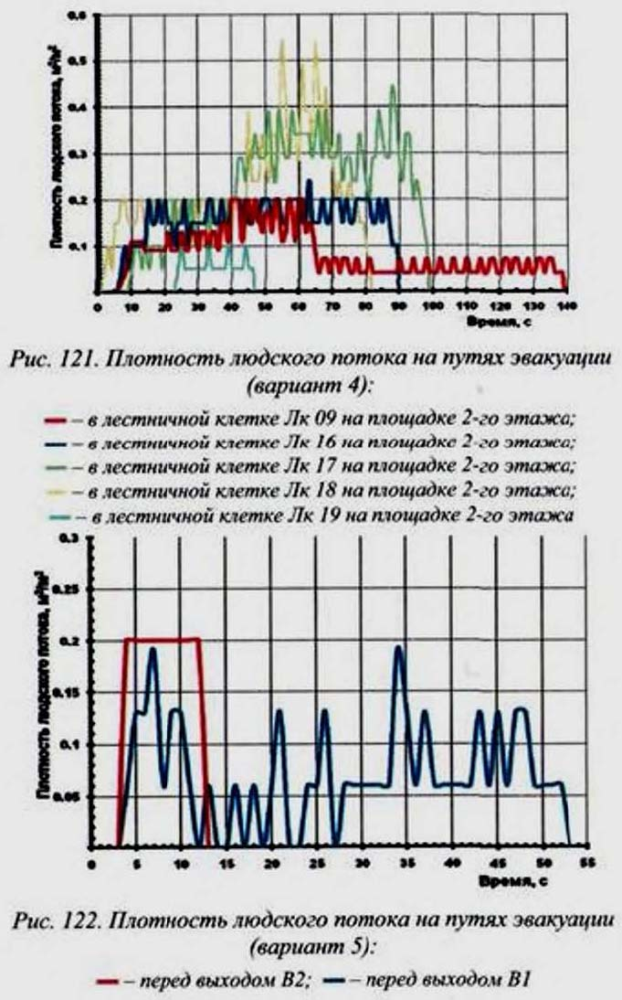 Плотность людского потока, м²/м²
0.6
0.5
0.4
0.3
0.2
0.1
0 10 20 30 40 50 60 70 80 90 100 110 120 130 140
Время, с
Рис. 121. Плотность людского потока на путях эвакуации
(вариант 4):
– в лестничной клетке Лк 09 на площадке 2-го этажа;
– в лестничной клетке Лк 16 на площадке 2-го этажа;
– в лестничной клетке Лк 17 на площадке 2-го этажа;
– в лестничной клетке Лк 18 на площадке 2-го этажа;
– в лестничной клетке Лк 19 на площадке 2-го этажа
Плотность людского потока, м²/м²
0.3
0.25
0.2
0.15
0.1
0.05
0 5 10 15 20 25 30 35 40 45 50 55
Время, с
Рис. 122. Плотность людского потока на путях эвакуации
(вариант 5):
– перед выходом В2; – перед выходом В1